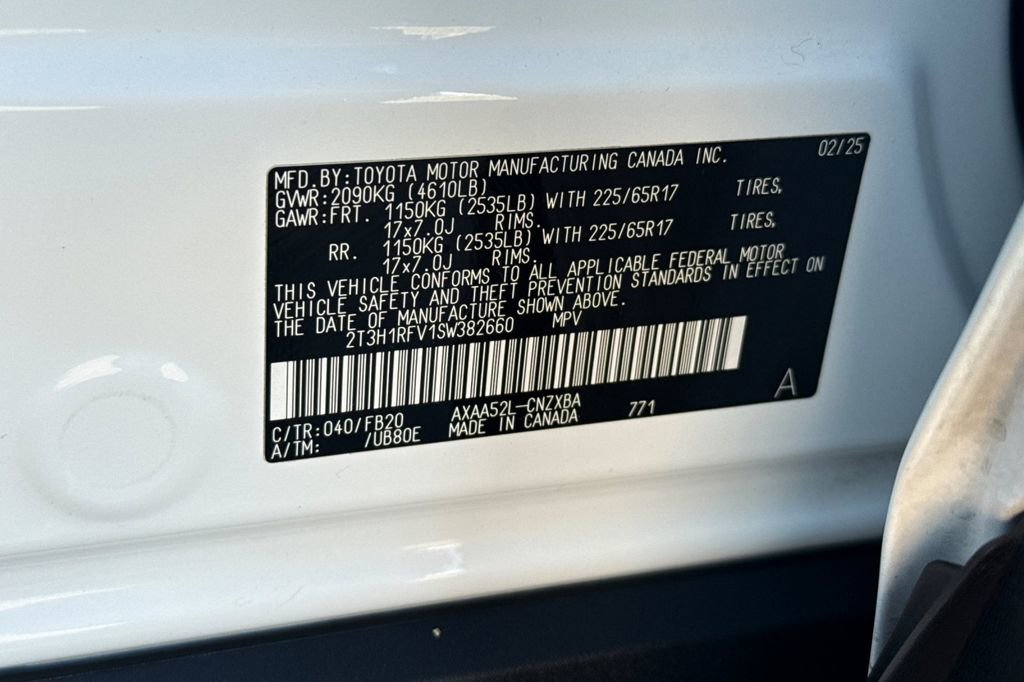 MFD.BY:TOYOTA MOTOR MANUFACTURING CANADA INC. 02/25
GVWR:2090KG (4610LB)
GAWR:FRT. 1150KG (2535LB) WITH 225/65R17 TIRES,
17x7.0J RIMS.
RR. 1150KG (2535LB) WITH 225/65R17 TIRES,
17x7.0J RIMS.
THIS VEHICLE CONFORMS TO ALL APPLICABLE FEDERAL MOTOR
VEHICLE SAFETY AND THEFT PREVENTION STANDARDS IN EFFECT ON
THE DATE OF MANUFACTURE SHOWN ABOVE.
2T3H1RFV1SW382660 MPV
A
C/TR:040/FB20 AXAA52L-CNZXBA 771
A/TM: /UB80E MADE IN CANADA